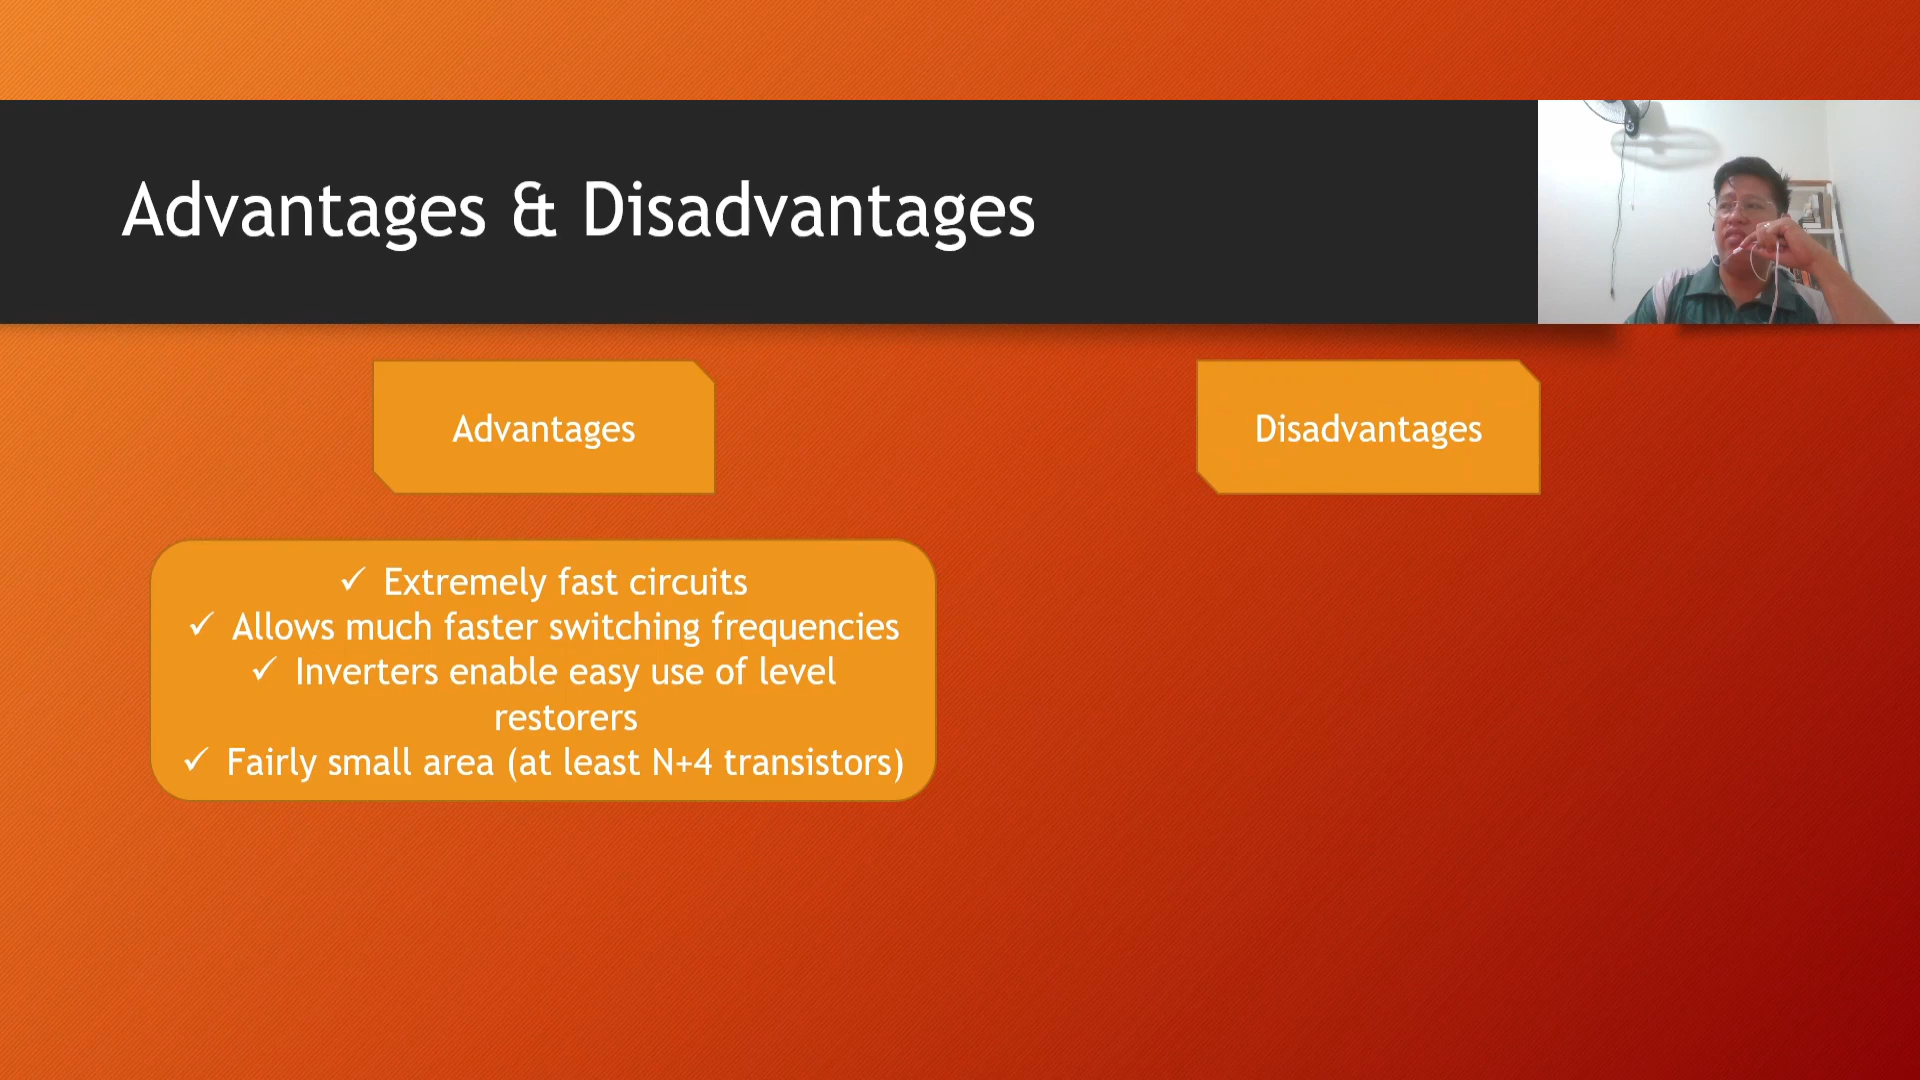 Advantages & Disadvantages
Advantages
Disadvantages
✓ Extremely fast circuits
✓ Allows much faster switching frequencies
✓ Inverters enable easy use of level
restorers
✓ Fairly small area (at least N+4 transistors)